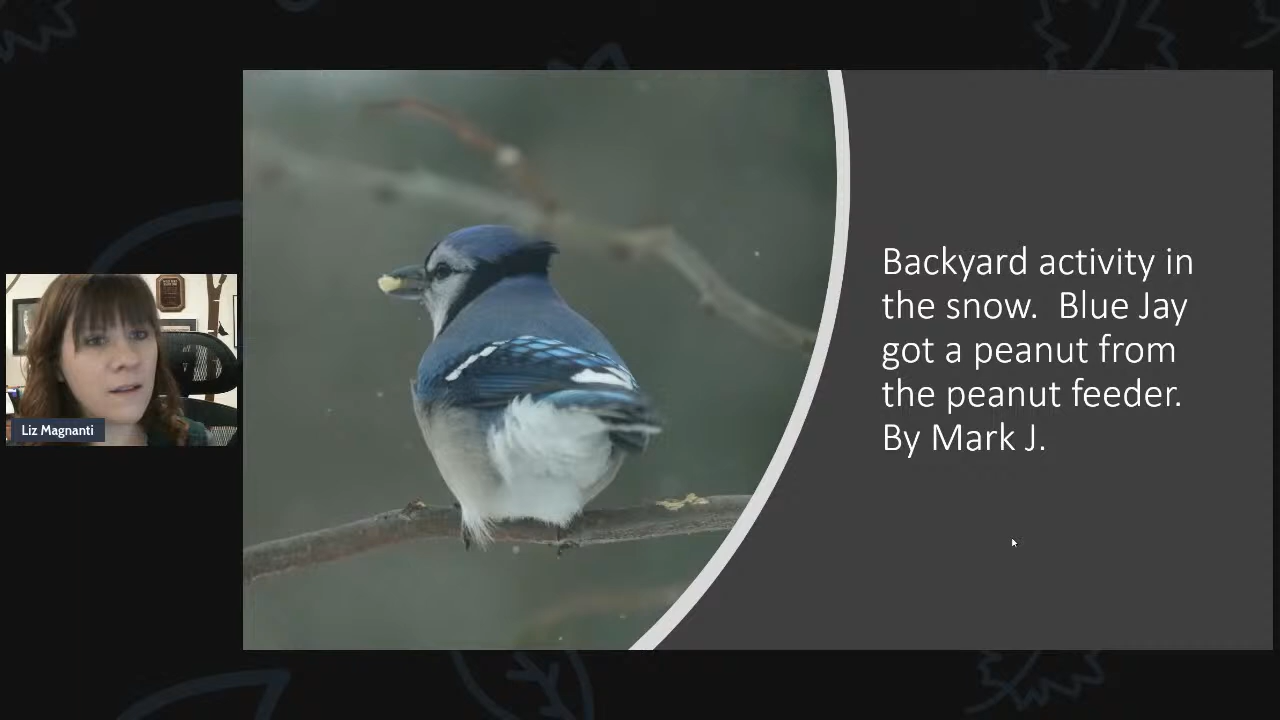 Liz Magnanti
Backyard activity in
the snow.  Blue Jay
got a peanut from
the peanut feeder.
By Mark J.